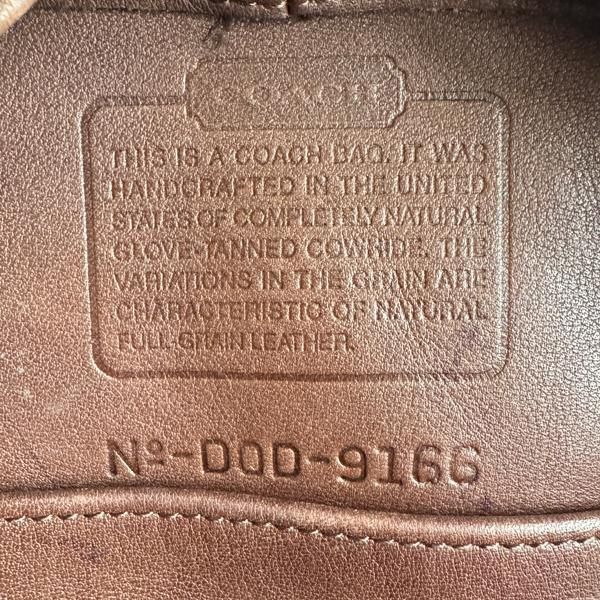 COACH
THIS IS A COACH BAG. IT WAS
HANDCRAFTED IN THE UNITED
STATES OF COMPLETELY NATURAL
GLOVE-TANNED COWHIDE. THE
VARIATIONS IN THE GRAIN ARE
CHARACTERISTIC OF NATURAL
FULL-GRAIN LEATHER.
Nº-DOD-9166